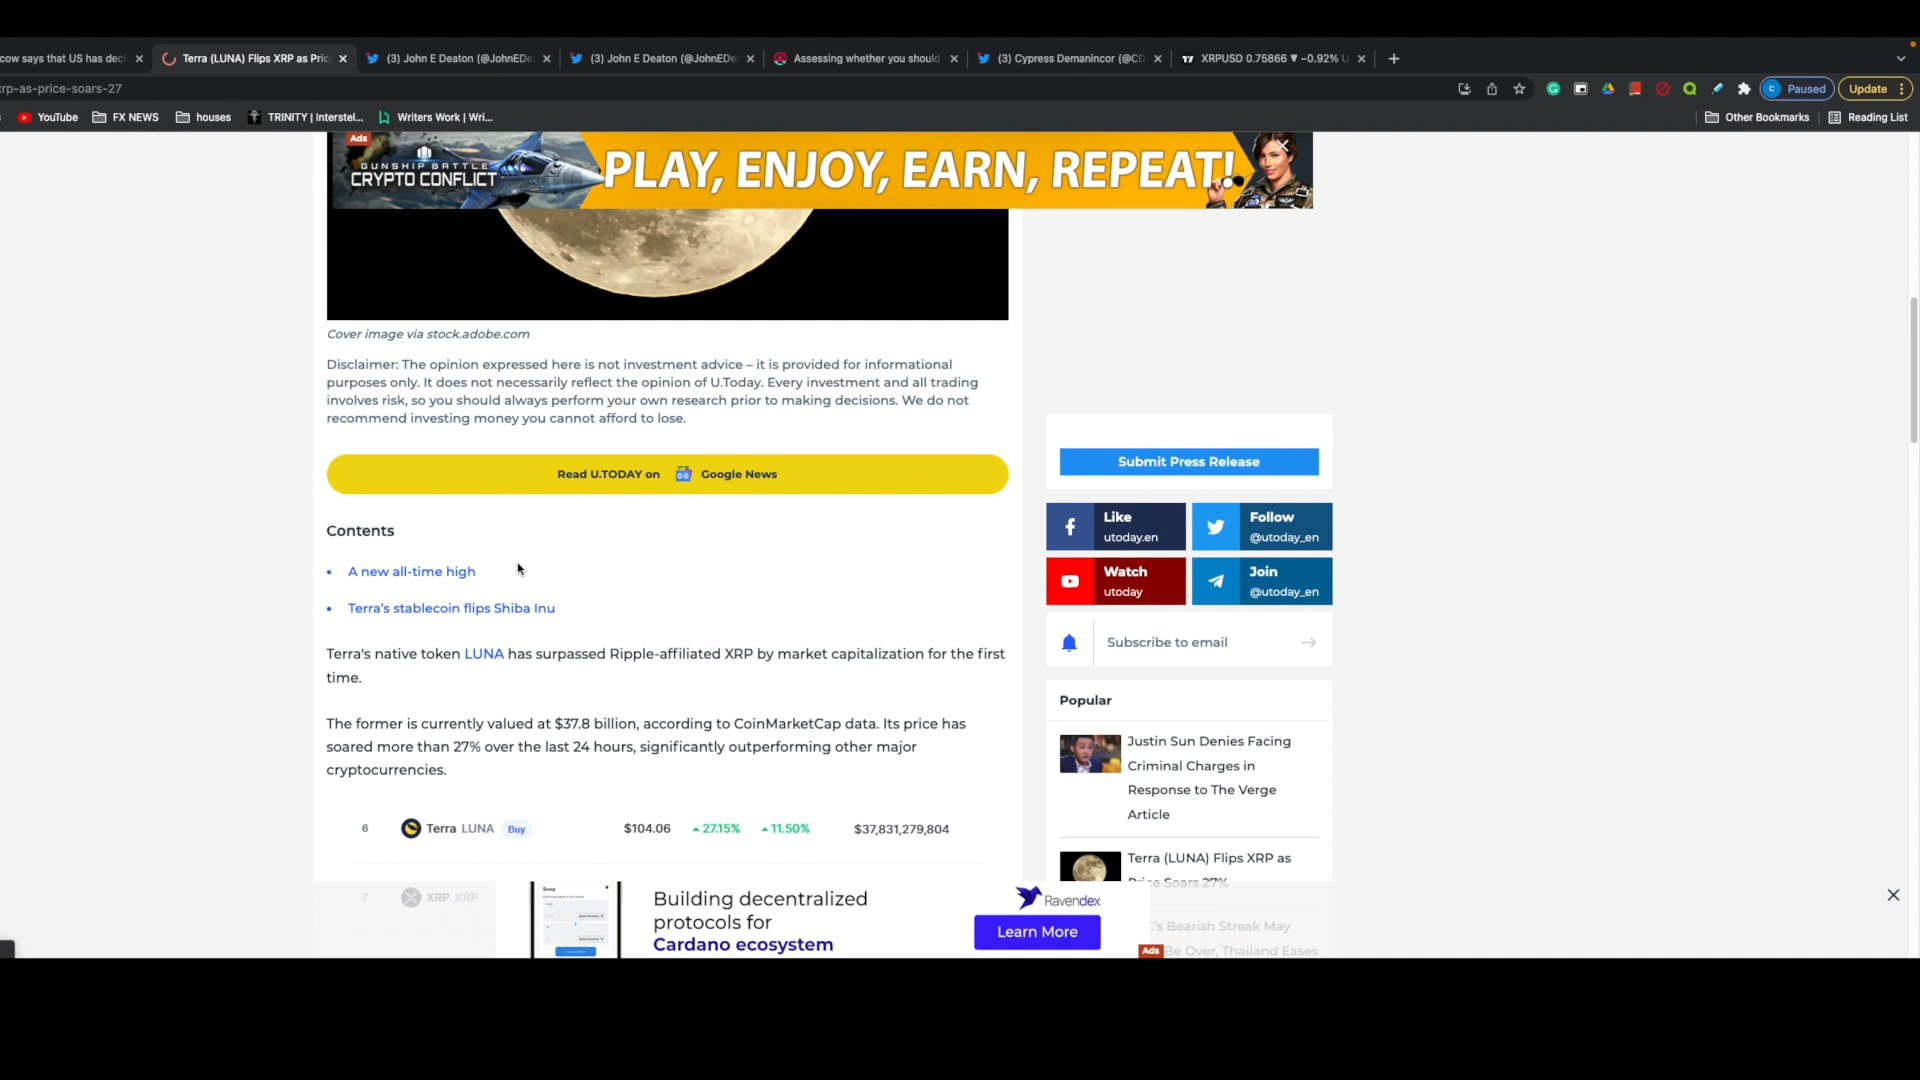 cow says that US has dec
Terra (LUNA) Flips XRP as Pric
(3) John E Deaton (@JohnEDe
(3) John E Deaton (@JohnEDe
Assessing whether you should
(3) Cypress Demanincor (@CD
XRPUSD 0.75866 ▼ −0.92% U
rp-as-price-soars-27
Paused
Update
YouTube
FX NEWS
houses
TRINITY | Interstel...
Writers Work | Wri...
Other Bookmarks
Reading List
Ads
GUNSHIP BATTLE
CRYPTO CONFLICT
PLAY, ENJOY, EARN, REPEAT!
Cover image via stock.adobe.com
Disclaimer: The opinion expressed here is not investment advice – it is provided for informational
purposes only. It does not necessarily reflect the opinion of U.Today. Every investment and all trading
involves risk, so you should always perform your own research prior to making decisions. We do not
recommend investing money you cannot afford to lose.
Read U.TODAY on Google News
Contents
• A new all-time high
• Terra's stablecoin flips Shiba Inu
Terra's native token LUNA has surpassed Ripple-affiliated XRP by market capitalization for the first
time.
The former is currently valued at $37.8 billion, according to CoinMarketCap data. Its price has
soared more than 27% over the last 24 hours, significantly outperforming other major
cryptocurrencies.
6 Terra LUNA Buy $104.06 27.15% 11.50% $37,831,279,804
7 XRP XRP
Swap
Building decentralized
protocols for
Cardano ecosystem
Ravendex
Learn More
Ads
Submit Press Release
Like
utoday.en
Follow
@utoday_en
Watch
utoday
Join
@utoday_en
Subscribe to email
Popular
Justin Sun Denies Facing
Criminal Charges in
Response to The Verge
Article
Terra (LUNA) Flips XRP as
Price Soars 27%
C's Bearish Streak May
Be Over, Thailand Eases